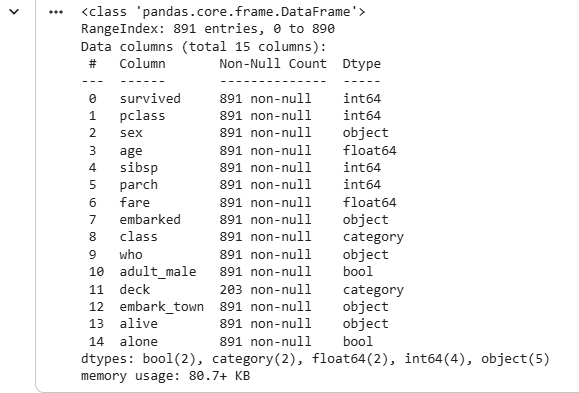 <class 'pandas.core.frame.DataFrame'>
RangeIndex: 891 entries, 0 to 890
Data columns (total 15 columns):
 #   Column       Non-Null Count  Dtype
---  ------       --------------  -----
 0   survived     891 non-null    int64
 1   pclass       891 non-null    int64
 2   sex          891 non-null    object
 3   age          891 non-null    float64
 4   sibsp        891 non-null    int64
 5   parch        891 non-null    int64
 6   fare         891 non-null    float64
 7   embarked     891 non-null    object
 8   class        891 non-null    category
 9   who          891 non-null    object
 10  adult_male   891 non-null    bool
 11  deck         203 non-null    category
 12  embark_town  891 non-null    object
 13  alive        891 non-null    object
 14  alone        891 non-null    bool
dtypes: bool(2), category(2), float64(2), int64(4), object(5)
memory usage: 80.7+ KB